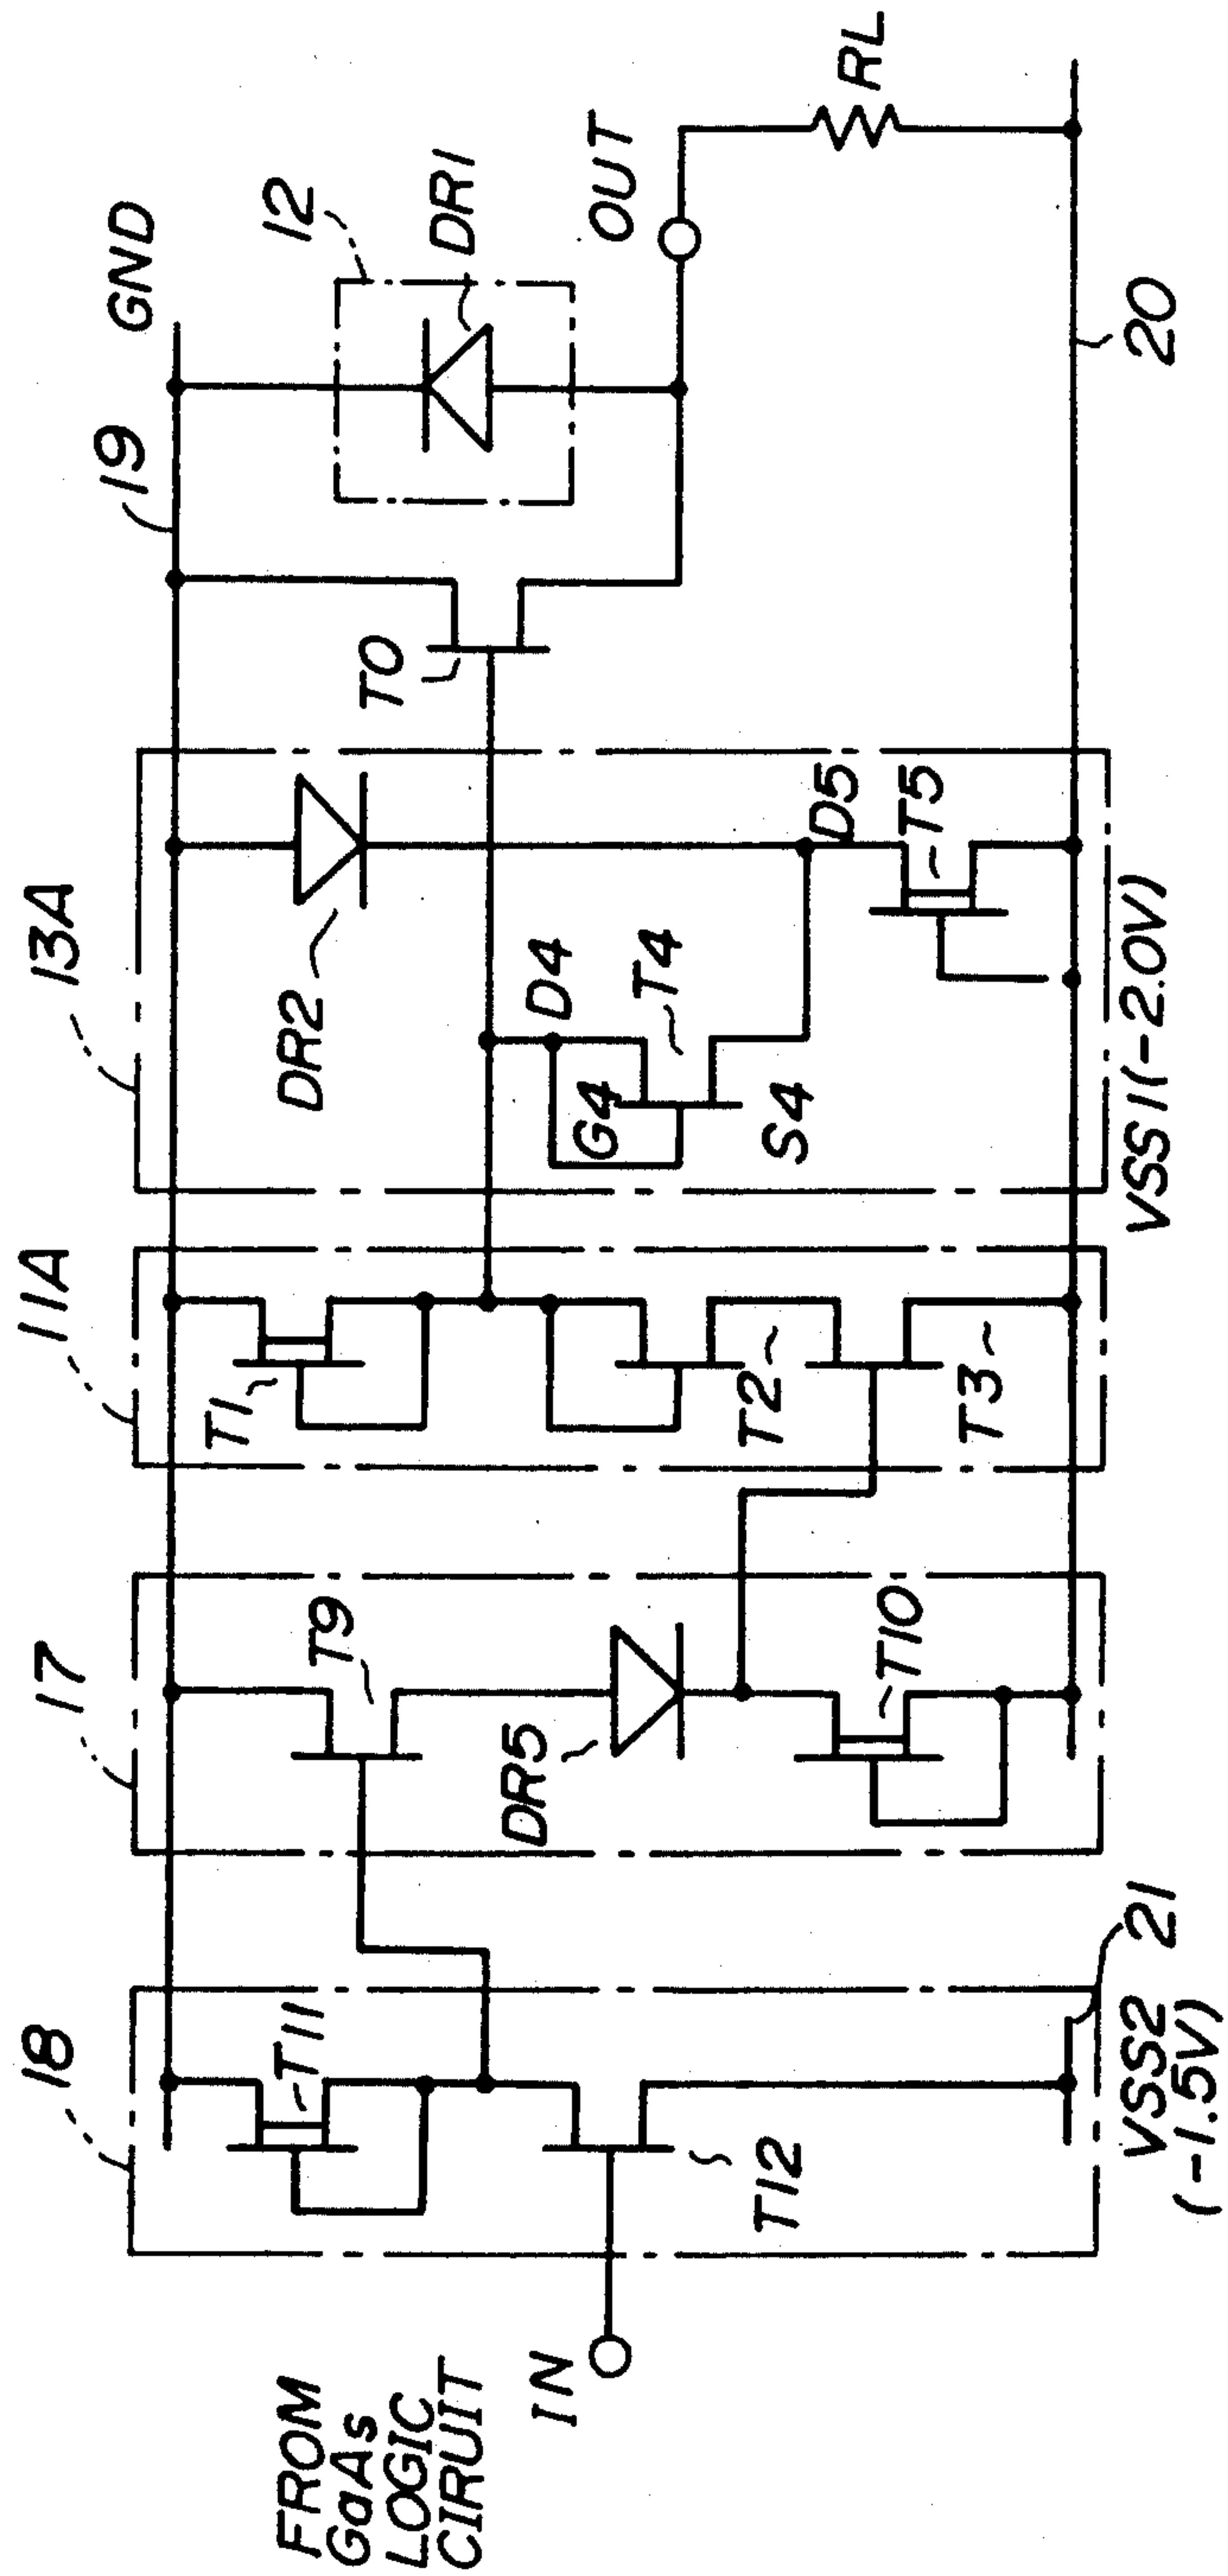 FROM
GaAs
LOGIC
CIRCUIT
IN
18
T11
T12
21
VSS2
(-1.5V)
17
T9
DR5
T10
11A
T1
T2
T3
13A
DR2
D4
G4
T4
S4
D5
T5
VSS1(-2.0V)
T0
19
GND
12
DR1
OUT
RL
20